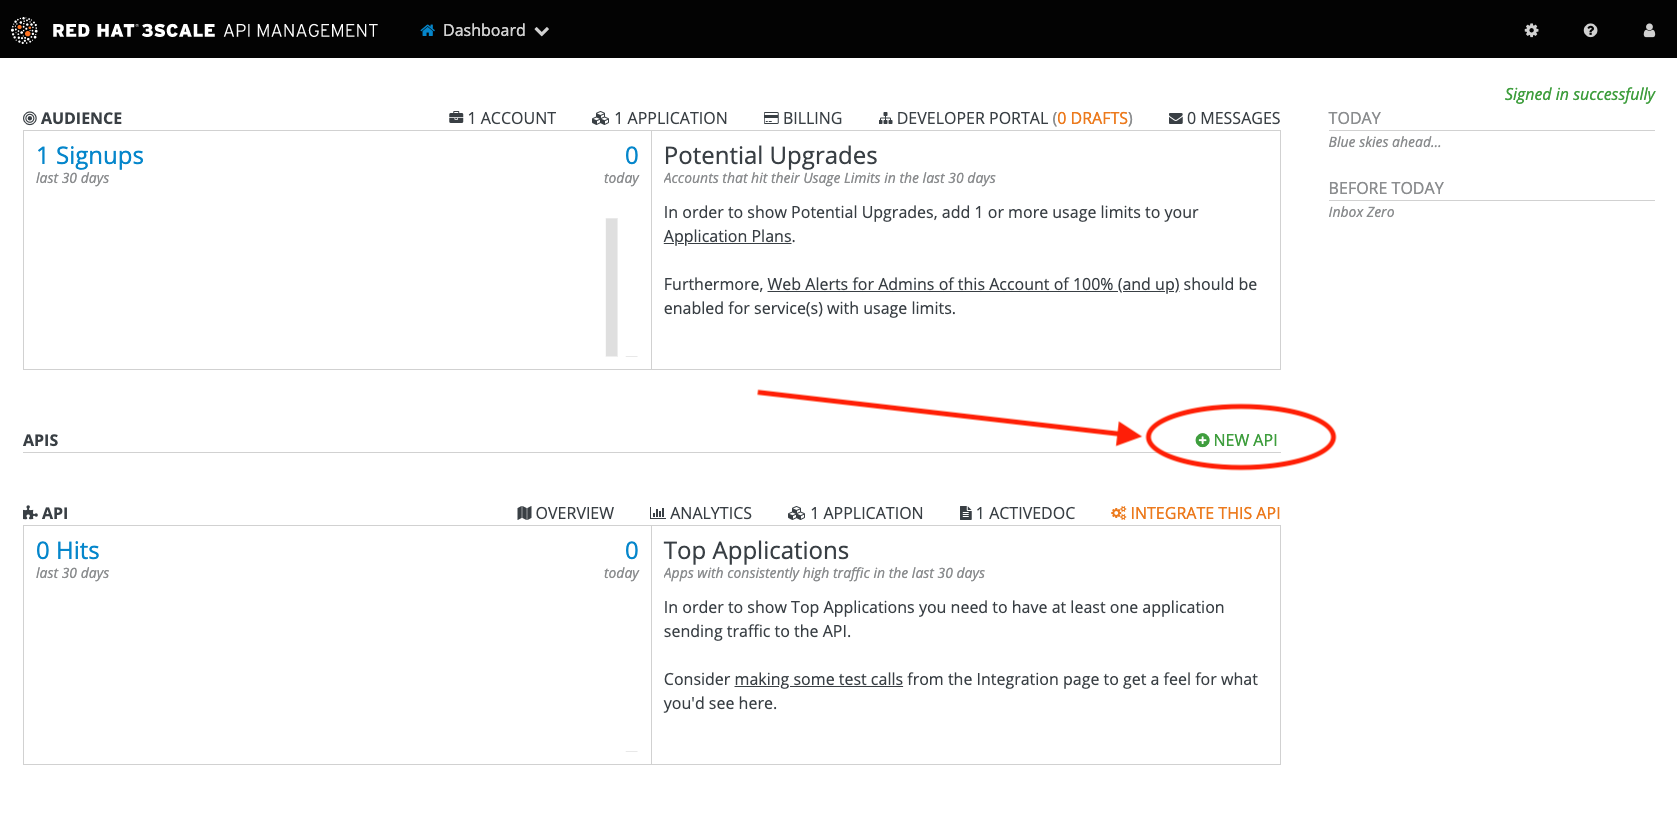 RED HAT 3SCALE API MANAGEMENT Dashboard
Signed in successfully
AUDIENCE 1 ACCOUNT 1 APPLICATION BILLING DEVELOPER PORTAL (0 DRAFTS) 0 MESSAGES
1 Signups 0
last 30 days today
Potential Upgrades
Accounts that hit their Usage Limits in the last 30 days
In order to show Potential Upgrades, add 1 or more usage limits to your
Application Plans.
Furthermore, Web Alerts for Admins of this Account of 100% (and up) should be
enabled for service(s) with usage limits.
TODAY
Blue skies ahead...
BEFORE TODAY
Inbox Zero
APIS NEW API
API OVERVIEW ANALYTICS 1 APPLICATION 1 ACTIVEDOC INTEGRATE THIS API
0 Hits 0
last 30 days today
Top Applications
Apps with consistently high traffic in the last 30 days
In order to show Top Applications you need to have at least one application
sending traffic to the API.
Consider making some test calls from the Integration page to get a feel for what
you'd see here.